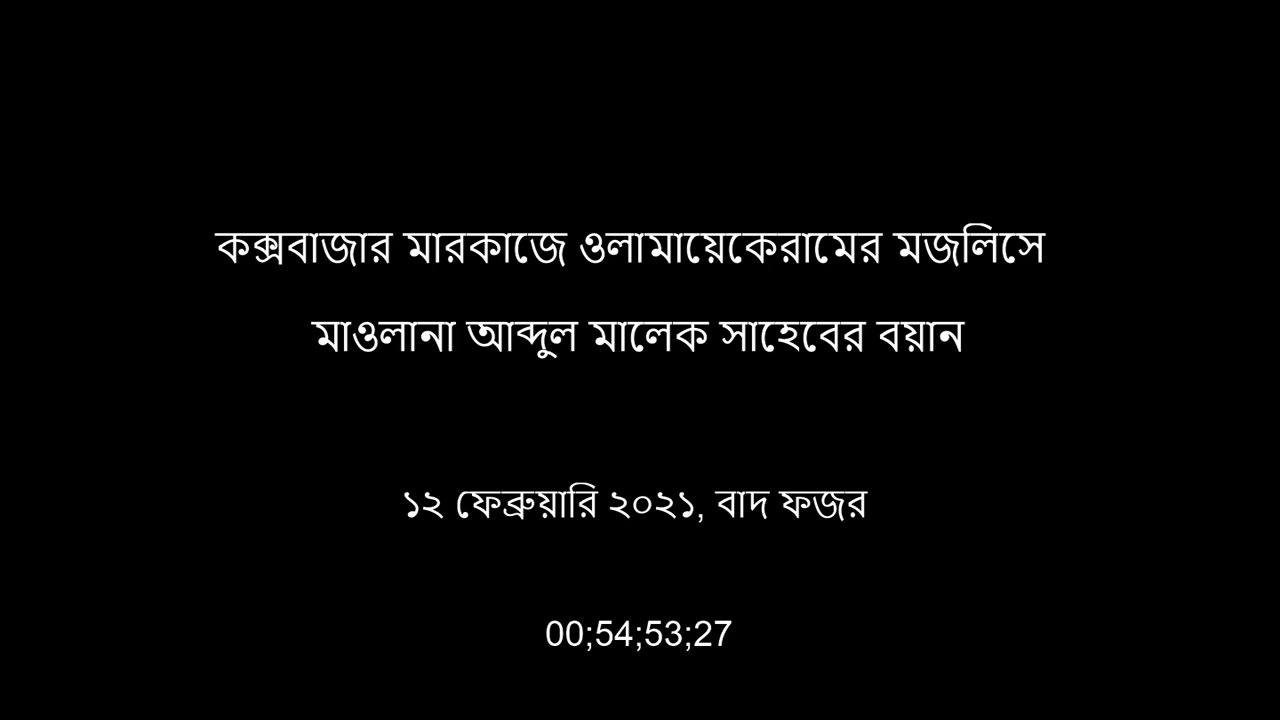 কক্সবাজার মারকাজে ওলামায়েকেরামের মজলিসে
মাওলানা আব্দুল মালেক সাহেবের বয়ান
১২ ফেব্রুয়ারি ২০২১, বাদ ফজর
00;54;53;27